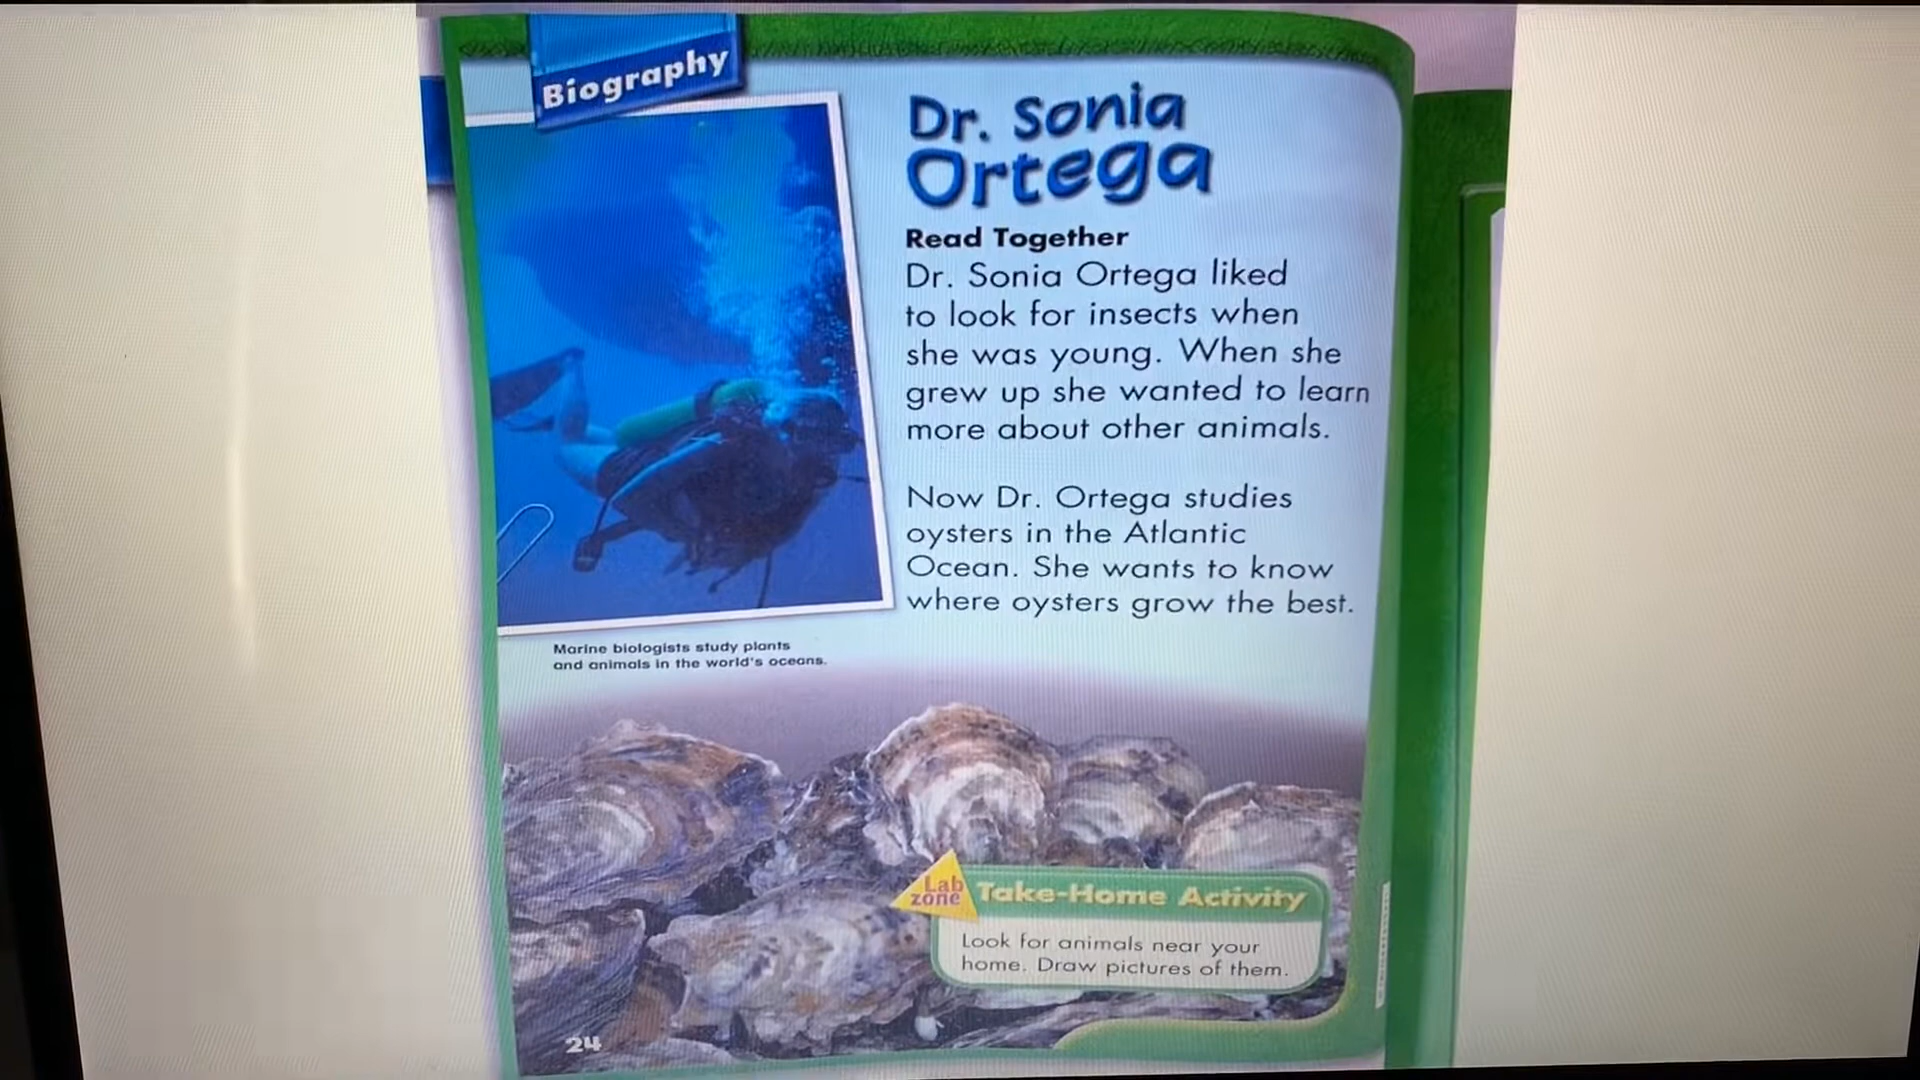 Biography
Dr. Sonia
Ortega
Read Together
Dr. Sonia Ortega liked
to look for insects when
she was young. When she
grew up she wanted to learn
more about other animals.
Now Dr. Ortega studies
oysters in the Atlantic
Ocean. She wants to know
where oysters grow the best.
Marine biologists study plants
and animals in the world's oceans.
Lab
zone
Take-Home Activity
Look for animals near your
home. Draw pictures of them.
24